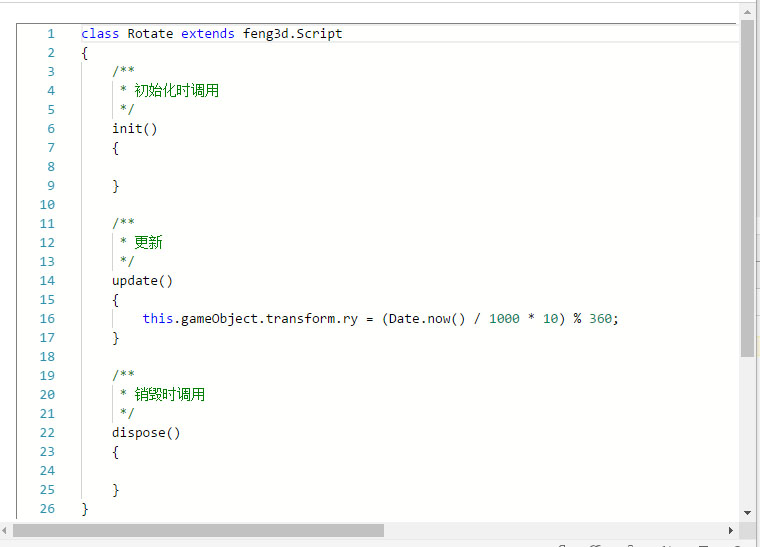 1 class Rotate extends feng3d.Script
2 {
3 /**
4 * 初始化时调用
5 */
6 init()
7 {
8
9 }
10
11 /**
12 * 更新
13 */
14 update()
15 {
16 this.gameObject.transform.ry = (Date.now() / 1000 * 10) % 360;
17 }
18
19 /**
20 * 销毁时调用
21 */
22 dispose()
23 {
24
25 }
26 }